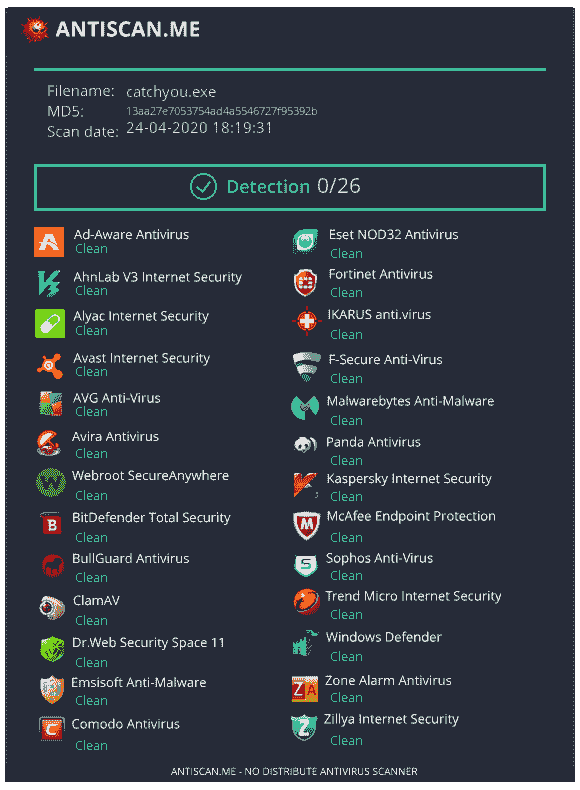 ANTISCAN.ME
Filename: catchyou.exe
MD5: 13aa27e7053754ad4a5546727f95392b
Scan date: 24-04-2020 18:19:31
Detection 0/26
Ad-Aware Antivirus
Clean
AhnLab V3 Internet Security
Clean
Alyac Internet Security
Clean
Avast Internet Security
Clean
AVG Anti-Virus
Clean
Avira Antivirus
Clean
Webroot SecureAnywhere
Clean
BitDefender Total Security
Clean
BullGuard Antivirus
Clean
ClamAV
Clean
Dr.Web Security Space 11
Clean
Emsisoft Anti-Malware
Clean
Comodo Antivirus
Clean
Eset NOD32 Antivirus
Clean
Fortinet Antivirus
Clean
IKARUS anti.virus
Clean
F-Secure Anti-Virus
Clean
Malwarebytes Anti-Malware
Clean
Panda Antivirus
Clean
Kaspersky Internet Security
Clean
McAfee Endpoint Protection
Clean
Sophos Anti-Virus
Clean
Trend Micro Internet Security
Clean
Windows Defender
Clean
Zone Alarm Antivirus
Clean
Zillya Internet Security
Clean
ANTISCAN.ME - NO DISTRIBUTE ANTIVIRUS SCANNER